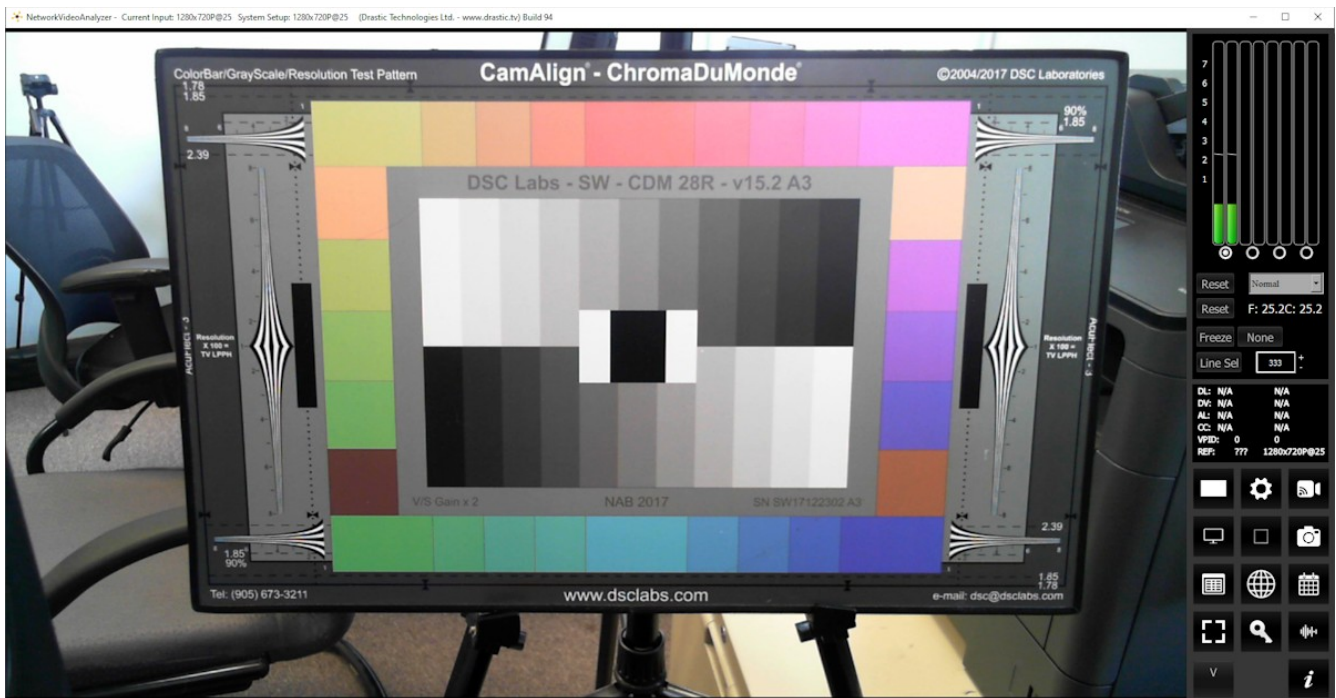 NetworkVideoAnalyzer - Current Input: 1280x720P@25 System Setup: 1280x720P@25 (Drastic Technologies Ltd. - www.drastic.tv) Build 94
ColorBar/GrayScale/Resolution Test Pattern
CamAlign® - ChromaDuMonde®
©2004/2017 DSC Laboratories
1.78
1.85
90%
1.85
2.39
DSC Labs - SW - CDM 28R - v15.2 A3
AcuRect - 3
Resolution
X 100 =
TV LPPH
Resolution
X 100 =
TV LPPH
AcuRect - 3
V/S Gain x 2
NAB 2017
SN SW17122302 A3
1.85
90%
2.39
1.85
1.78
Tel: (905) 673-3211
www.dsclabs.com
e-mail: dsc@dsclabs.com
7
6
5
4
3
2
1
Reset
Normal
Reset
F: 25.2C: 25.2
Freeze
None
Line Sel
333
+
-
DL: N/A N/A
DV: N/A N/A
AL: N/A N/A
CC: N/A N/A
VPID: 0 0
REF: ??? 1280x720P@25
V
i